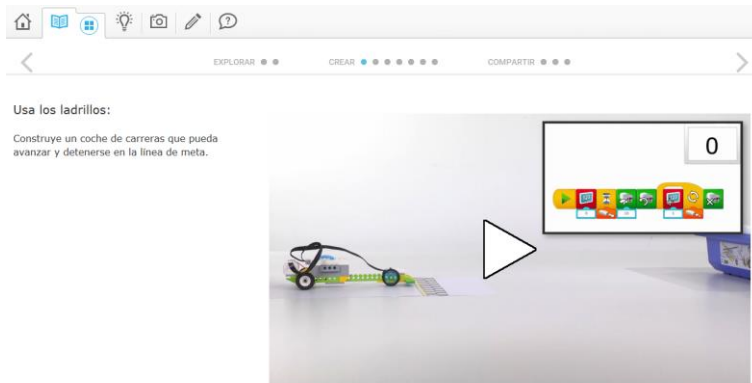 EXPLORAR
CREAR
COMPARTIR
Usa los ladrillos:
Construye un coche de carreras que pueda
avanzar y detenerse en la línea de meta.
0